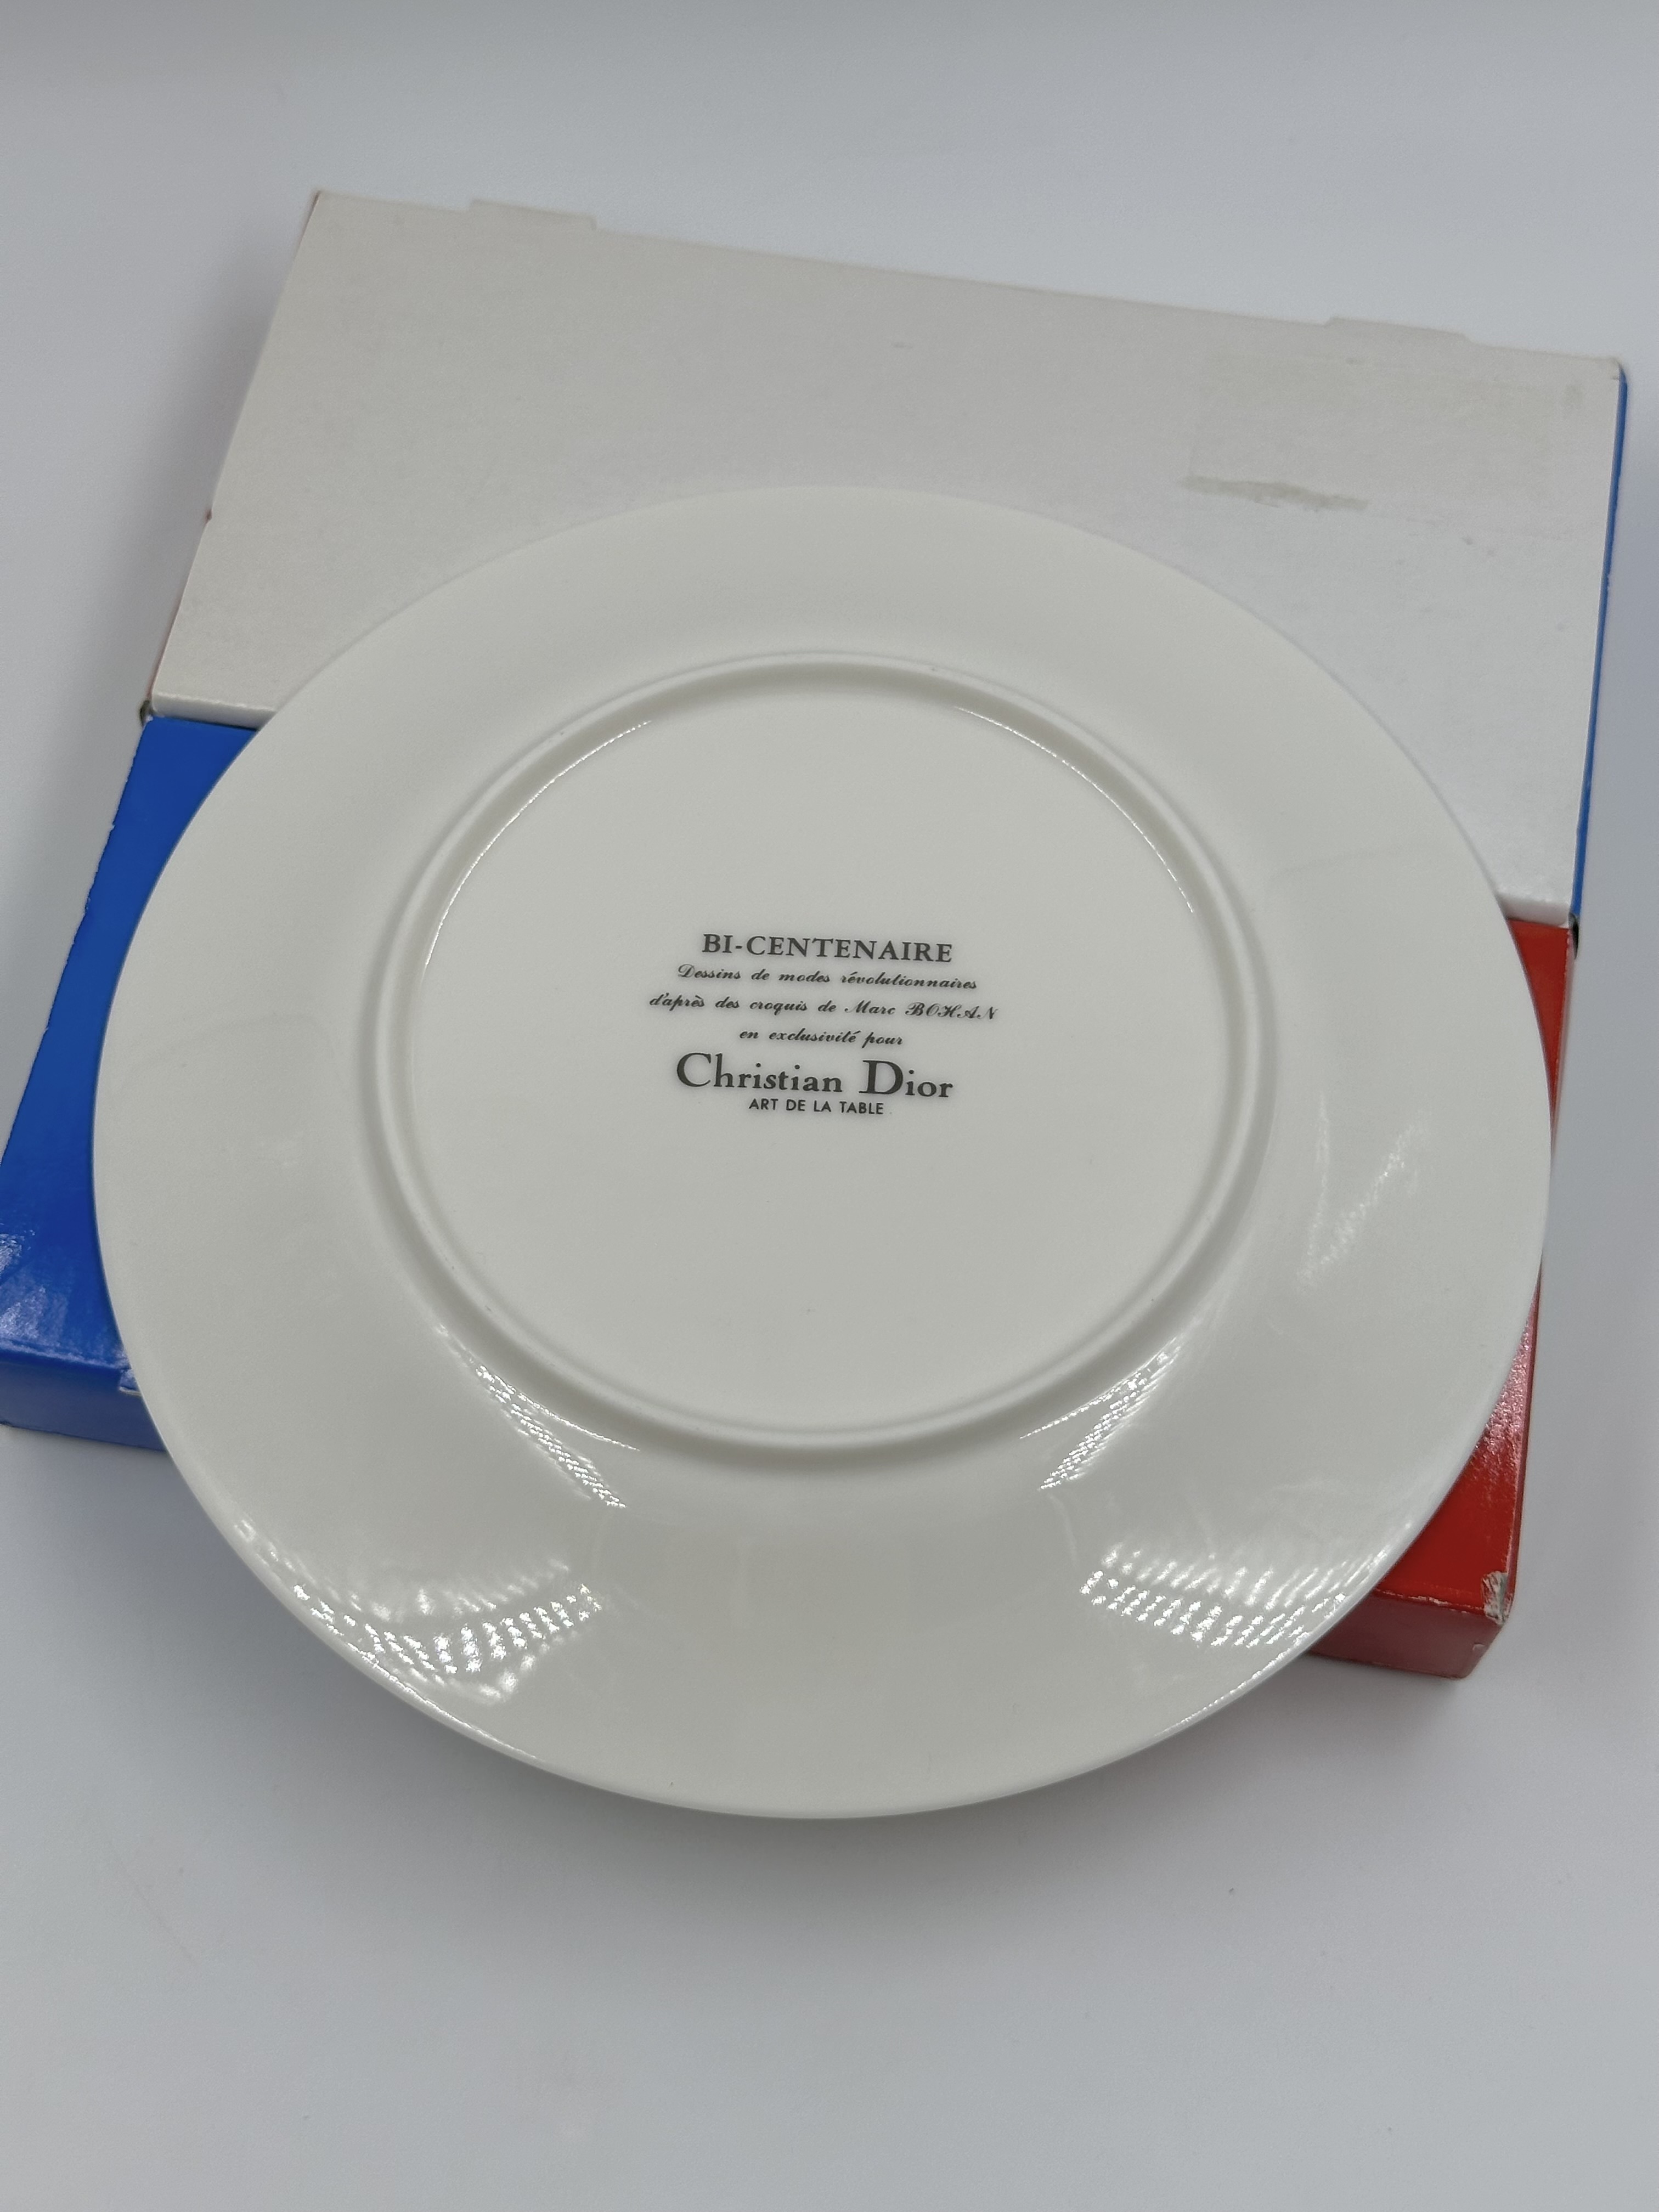 BI-CENTENAIRE
Dessins de modes révolutionnaires
d'après des croquis de Marc BOHAN
en exclusivité pour
Christian Dior
ART DE LA TABLE